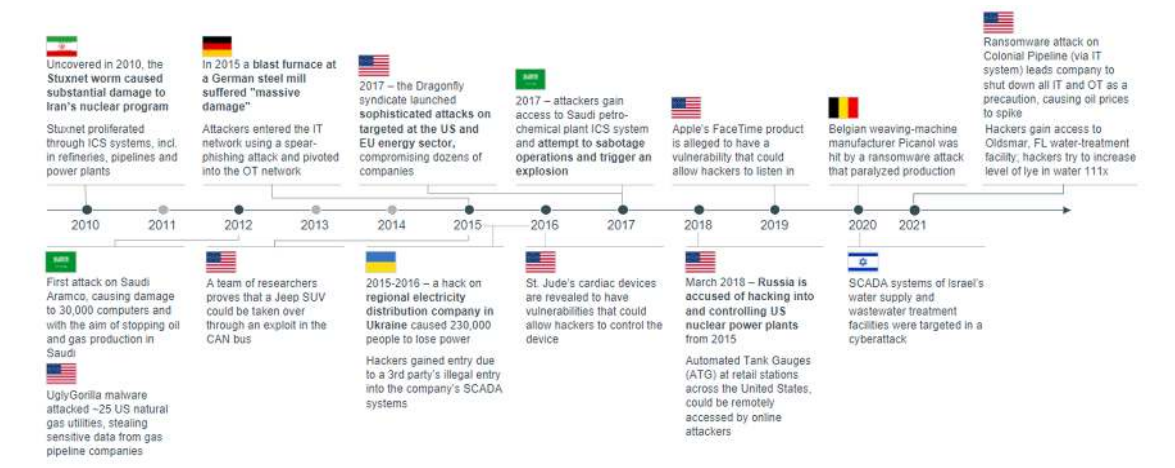 Uncovered in 2010, the
Stuxnet worm caused
substantial damage to
Iran's nuclear program
Stuxnet proliferated
through ICS systems, incl.
in refineries, pipelines and
power plants
In 2015 a blast furnace at
a German steel mill
suffered "massive
damage"
Attackers entered the IT
network using a spear-
phishing attack and pivoted
into the OT network
2017 – the Dragonfly
syndicate launched
sophisticated attacks on
targeted at the US and
EU energy sector,
compromising dozens of
companies
2017 – attackers gain
access to Saudi petro-
chemical plant ICS system
and attempt to sabotage
operations and trigger an
explosion
Apple's FaceTime product
is alleged to have a
vulnerability that could
allow hackers to listen in
Belgian weaving-machine
manufacturer Picanol was
hit by a ransomware attack
that paralyzed production
Ransomware attack on
Colonial Pipeline (via IT
system) leads company to
shut down all IT and OT as a
precaution, causing oil prices
to spike
Hackers gain access to
Oldsmar, FL water-treatment
facility; hackers try to increase
level of lye in water 111x
2010 2011 2012 2013 2014 2015 2016 2017 2018 2019 2020 2021
First attack on Saudi
Aramco, causing damage
to 30,000 computers and
with the aim of stopping oil
and gas production in
Saudi
UglyGorilla malware
attacked ~25 US natural
gas utilities, stealing
sensitive data from gas
pipeline companies
A team of researchers
proves that a Jeep SUV
could be taken over
through an exploit in the
CAN bus
2015-2016 – a hack on
regional electricity
distribution company in
Ukraine caused 230,000
people to lose power
Hackers gained entry due
to a 3rd party's illegal entry
into the company's SCADA
systems
St. Jude's cardiac devices
are revealed to have
vulnerabilities that could
allow hackers to control the
device
March 2018 – Russia is
accused of hacking into
and controlling US
nuclear power plants
from 2015
Automated Tank Gauges
(ATG) at retail stations
across the United States,
could be remotely
accessed by online
attackers
SCADA systems of Israel's
water supply and
wastewater treatment
facilities were targeted in a
cyberattack